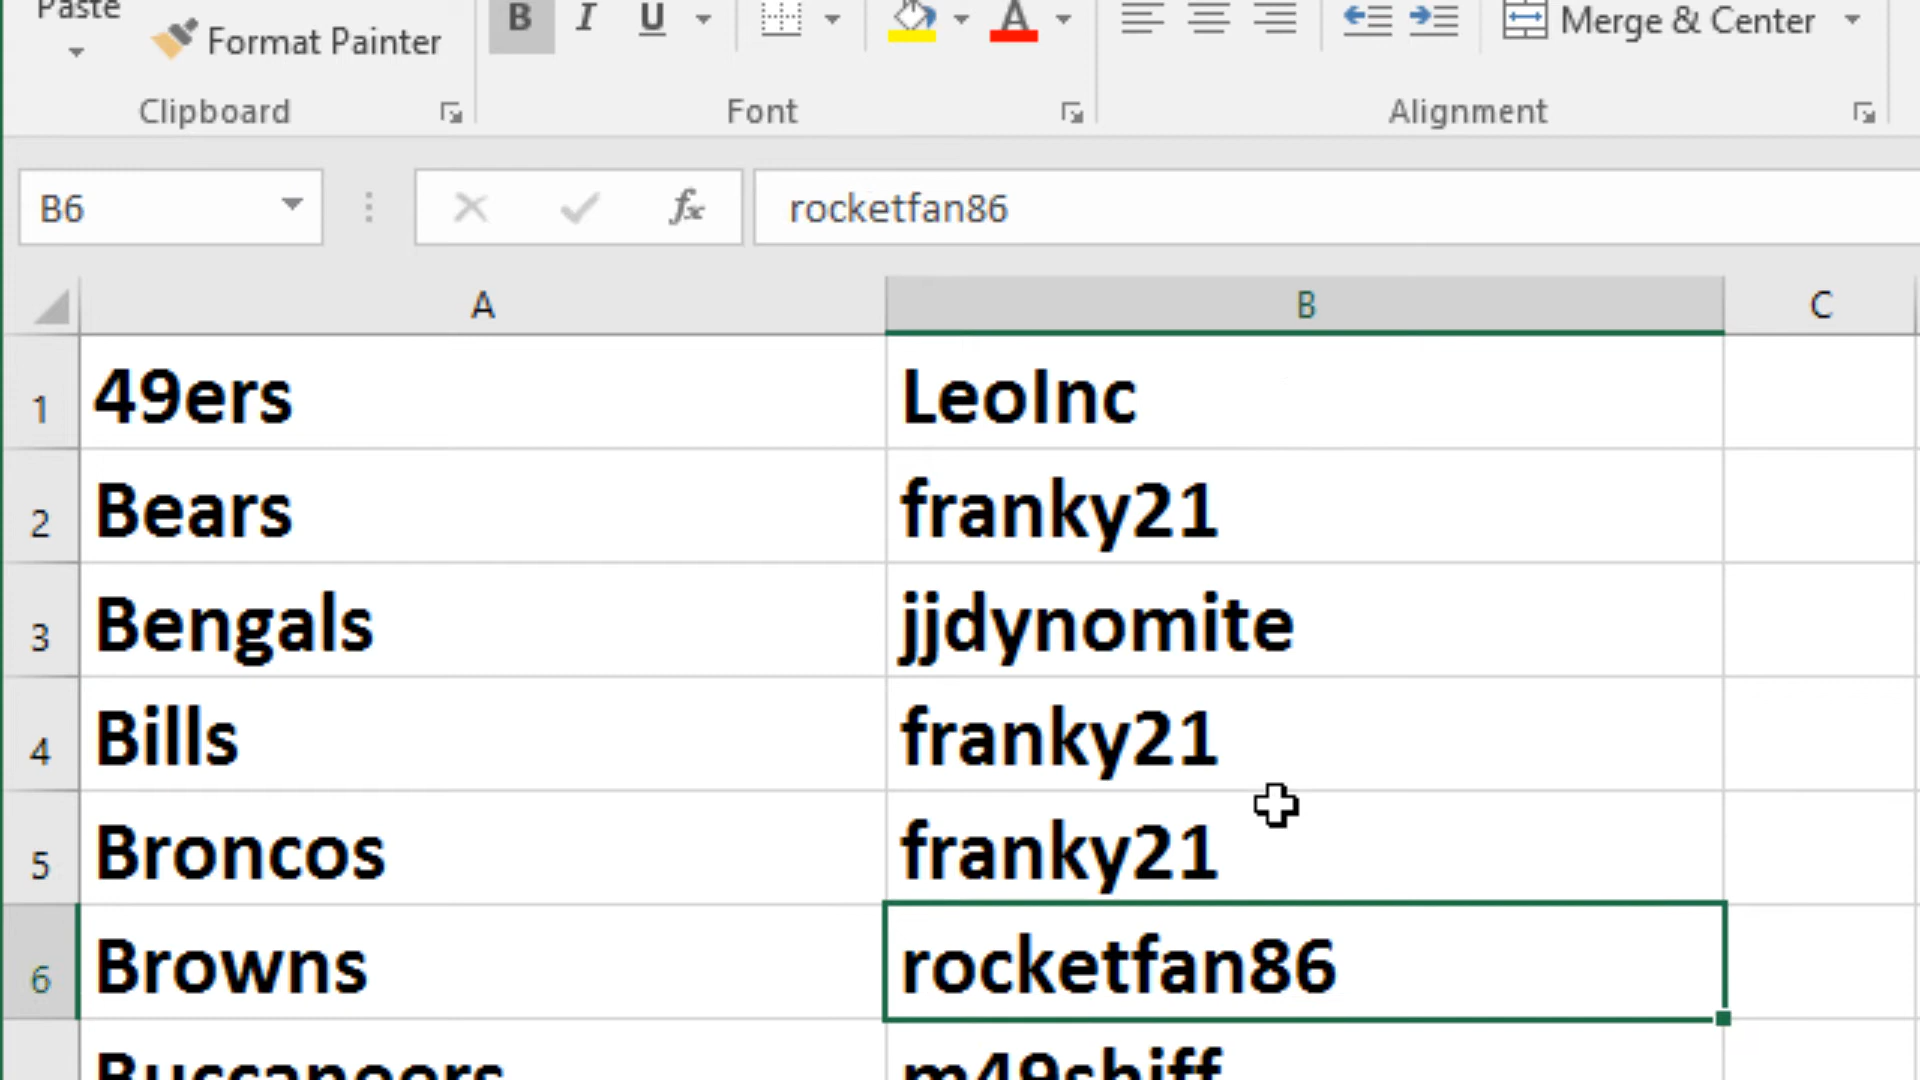 Paste
Format Painter
B I U A
Merge & Center
Clipboard Font Alignment
B6 fx rocketfan86
A B C
1 49ers LeoInc
2 Bears franky21
3 Bengals jjdynomite
4 Bills franky21
5 Broncos franky21
6 Browns rocketfan86
Buccaneers m49shiff